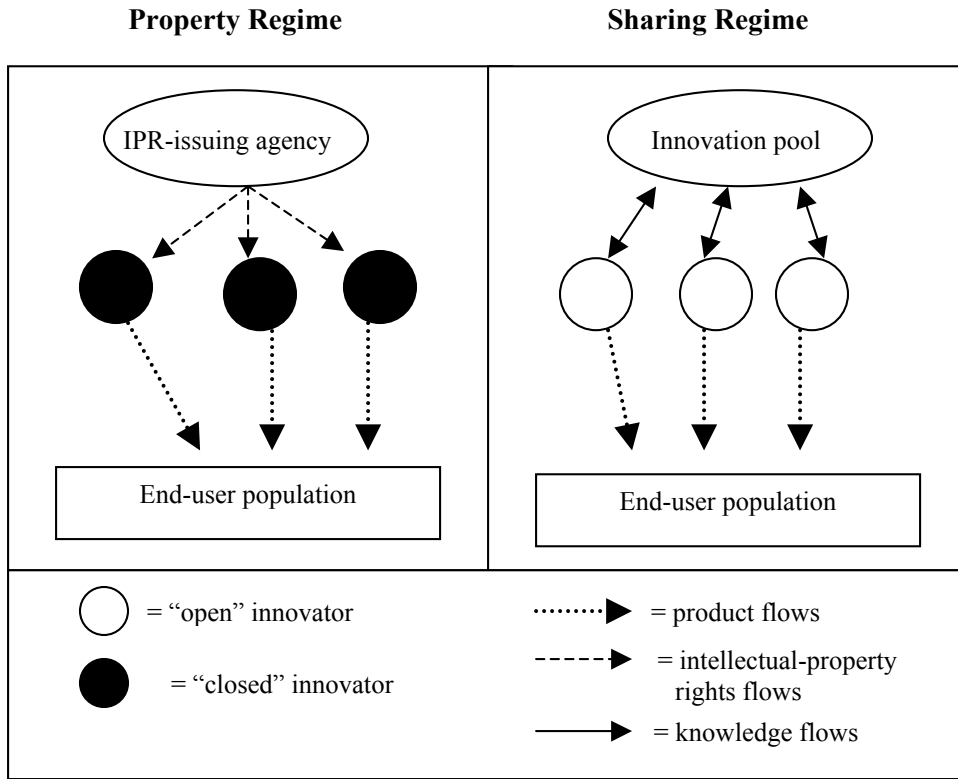 Property Regime
Sharing Regime
IPR-issuing agency
Innovation pool
End-user population
End-user population
= “open” innovator
= “closed” innovator
= product flows
= intellectual-property
rights flows
= knowledge flows